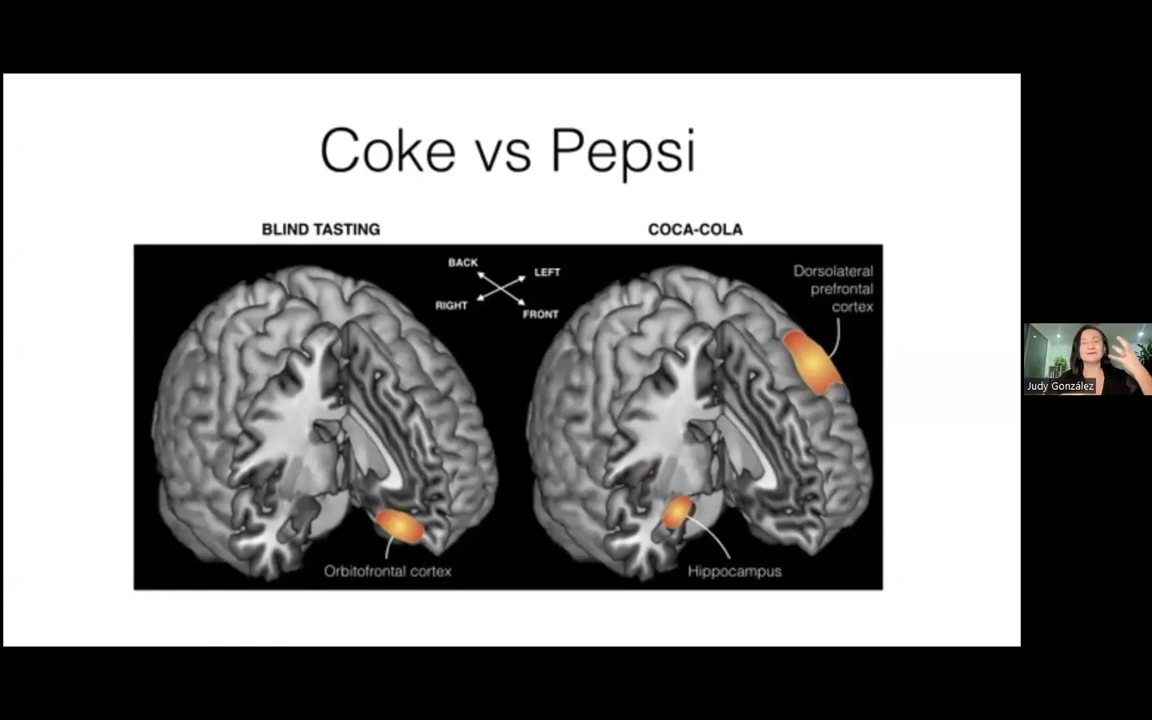 Coke vs Pepsi
BLIND TASTING
COCA-COLA
BACK
LEFT
RIGHT
FRONT
Dorsolateral
prefrontal
cortex
Orbitofrontal cortex
Hippocampus
Judy González